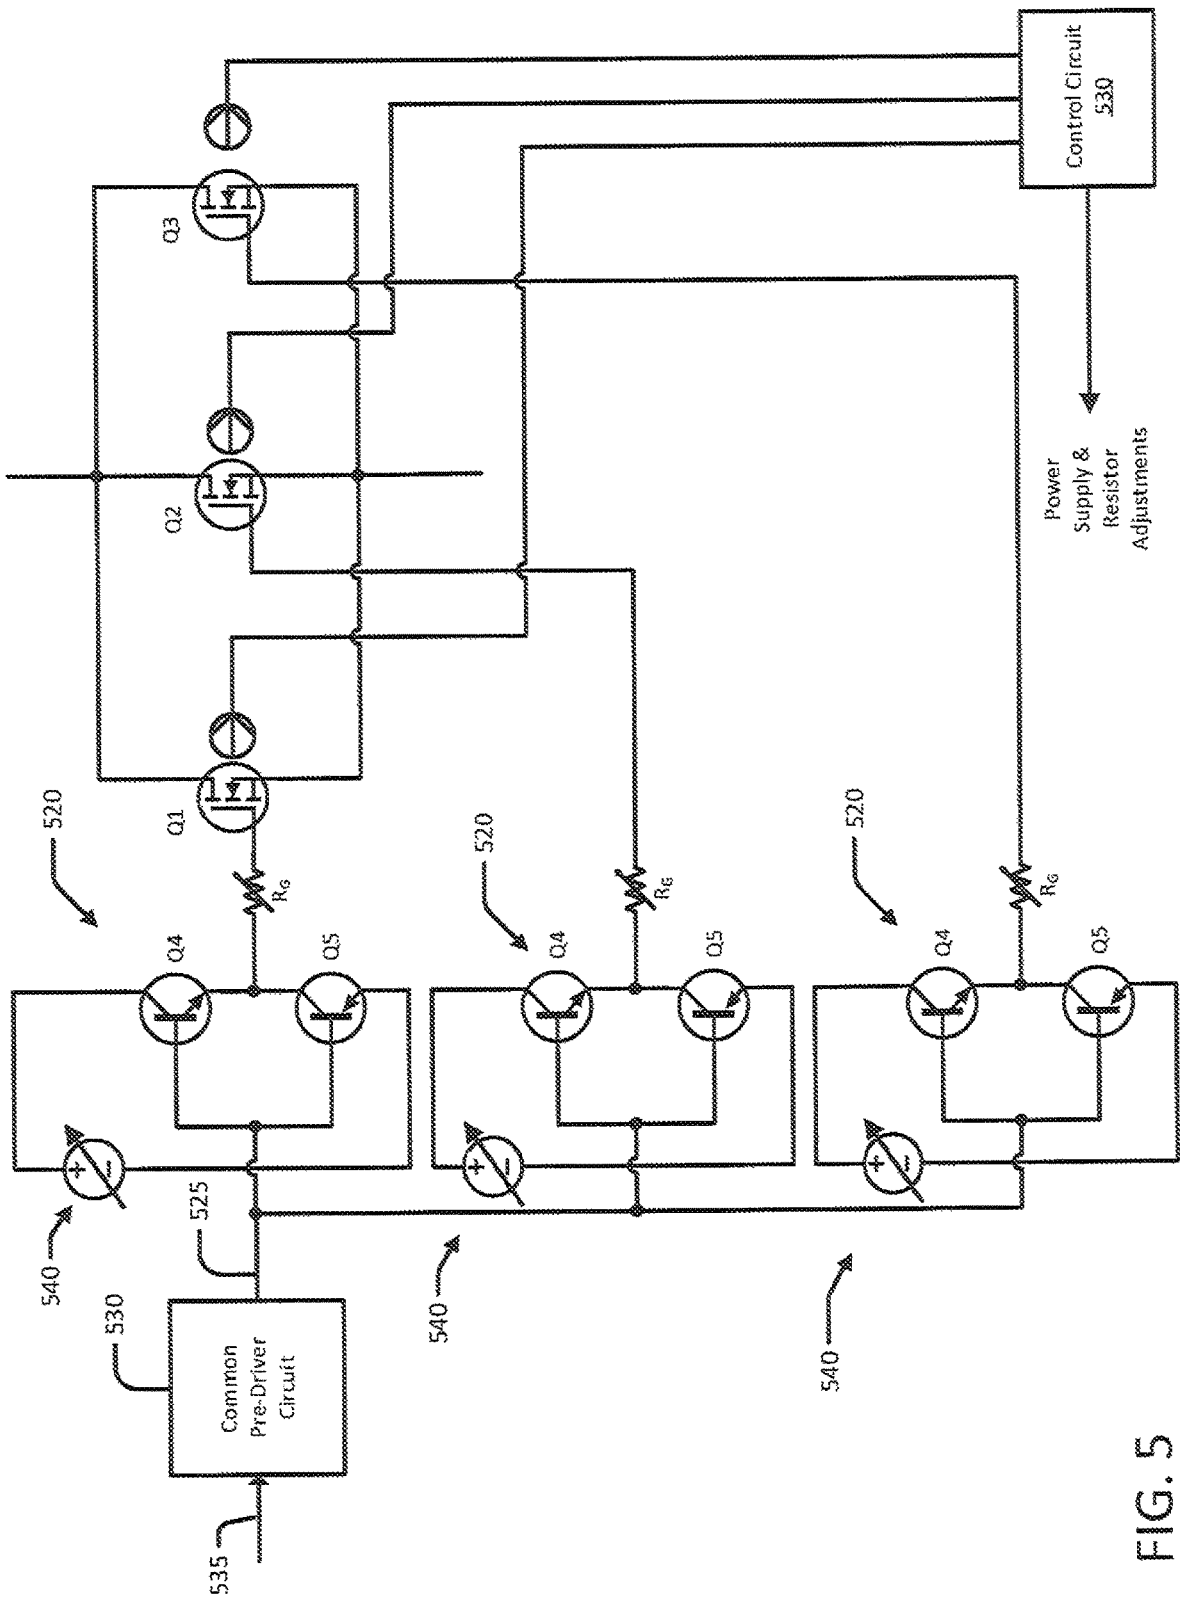 535
530
Common
Pre-Driver
Circuit
525
540
540
540
Q4
Q5
520
RG
Q4
Q5
520
RG
Q4
Q5
520
RG
Q1
Q2
Q3
Control Circuit
530
Power
Supply &
Resistor
Adjustments
FIG. 5
+
−
+
−
+
−